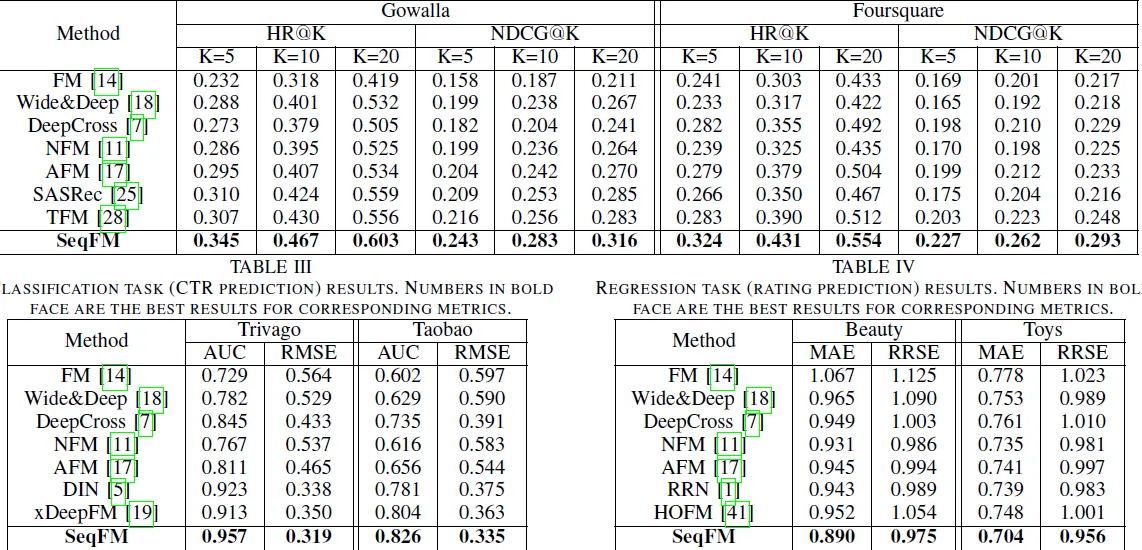 Method Gowalla Foursquare
HR@K NDCG@K HR@K NDCG@K
K=5 K=10 K=20 K=5 K=10 K=20 K=5 K=10 K=20 K=5 K=10 K=20
FM [14] 0.232 0.318 0.419 0.158 0.187 0.211 0.241 0.303 0.433 0.169 0.201 0.217
Wide&Deep [18] 0.288 0.401 0.532 0.199 0.238 0.267 0.233 0.317 0.422 0.165 0.192 0.218
DeepCross [7] 0.273 0.379 0.505 0.182 0.204 0.241 0.282 0.355 0.492 0.198 0.210 0.229
NFM [11] 0.286 0.395 0.525 0.199 0.236 0.264 0.239 0.325 0.435 0.170 0.198 0.225
AFM [17] 0.295 0.407 0.534 0.204 0.242 0.270 0.279 0.379 0.504 0.199 0.212 0.233
SASRec [25] 0.310 0.424 0.559 0.209 0.253 0.285 0.266 0.350 0.467 0.175 0.204 0.216
TFM [28] 0.307 0.430 0.556 0.216 0.256 0.283 0.283 0.390 0.512 0.203 0.223 0.248
SeqFM 0.345 0.467 0.603 0.243 0.283 0.316 0.324 0.431 0.554 0.227 0.262 0.293
TABLE III
LASSIFICATION TASK (CTR PREDICTION) RESULTS. NUMBERS IN BOLD
FACE ARE THE BEST RESULTS FOR CORRESPONDING METRICS.
Method Trivago Taobao
AUC RMSE AUC RMSE
FM [14] 0.729 0.564 0.602 0.597
Wide&Deep [18] 0.782 0.529 0.629 0.590
DeepCross [7] 0.845 0.433 0.735 0.391
NFM [11] 0.767 0.537 0.616 0.583
AFM [17] 0.811 0.465 0.656 0.544
DIN [5] 0.923 0.338 0.781 0.375
xDeepFM [19] 0.913 0.350 0.804 0.363
SeqFM 0.957 0.319 0.826 0.335
TABLE IV
REGRESSION TASK (RATING PREDICTION) RESULTS. NUMBERS IN BOL
FACE ARE THE BEST RESULTS FOR CORRESPONDING METRICS.
Method Beauty Toys
MAE RRSE MAE RRSE
FM [14] 1.067 1.125 0.778 1.023
Wide&Deep [18] 0.965 1.090 0.753 0.989
DeepCross [7] 0.949 1.003 0.761 1.010
NFM [11] 0.931 0.986 0.735 0.981
AFM [17] 0.945 0.994 0.741 0.997
RRN [1] 0.943 0.989 0.739 0.983
HOFM [41] 0.952 1.054 0.748 1.001
SeqFM 0.890 0.975 0.704 0.956